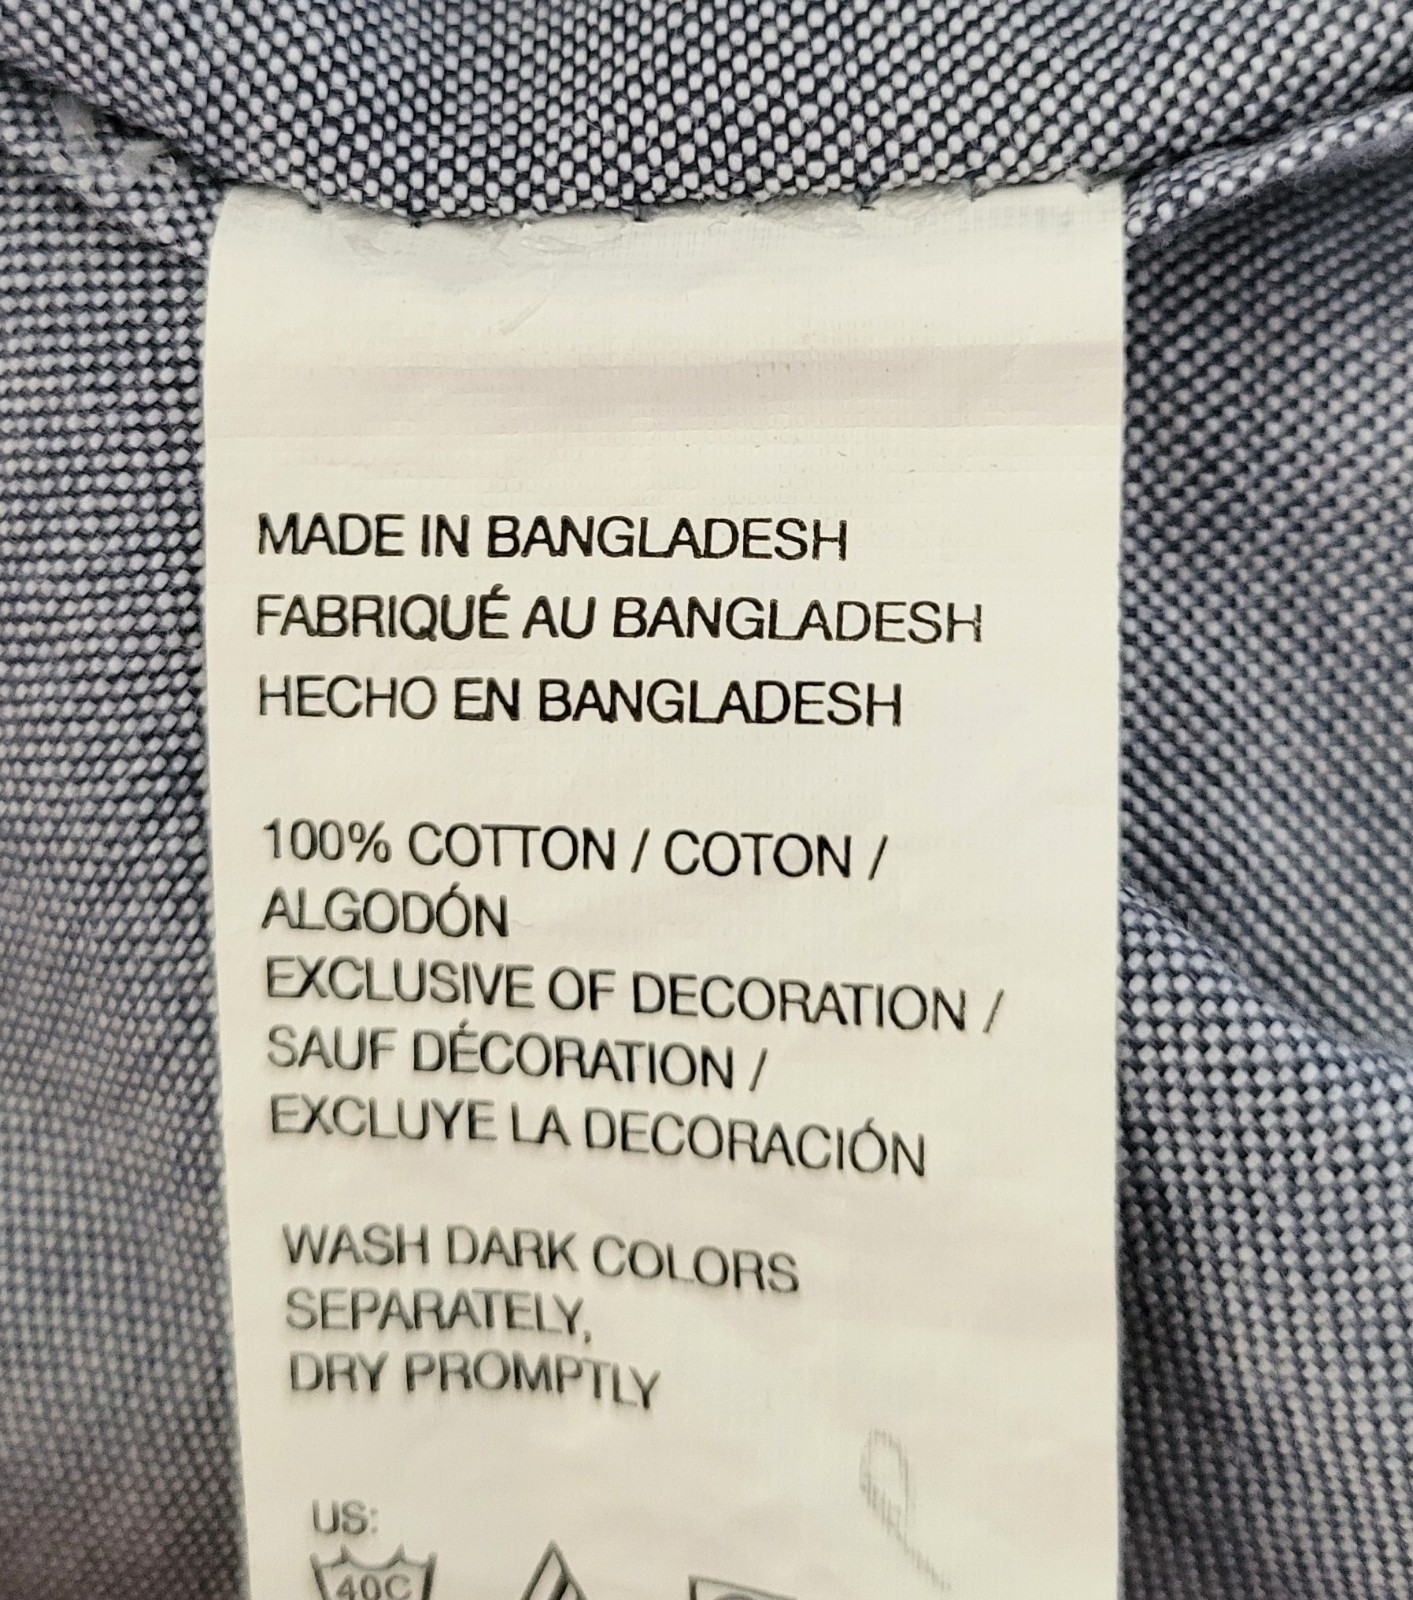 MADE IN BANGLADESH
FABRIQUÉ AU BANGLADESH
HECHO EN BANGLADESH
100% COTTON / COTON /
ALGODÓN
EXCLUSIVE OF DECORATION /
SAUF DÉCORATION /
EXCLUYE LA DECORACIÓN
WASH DARK COLORS
SEPARATELY,
DRY PROMPTLY
US:
40C